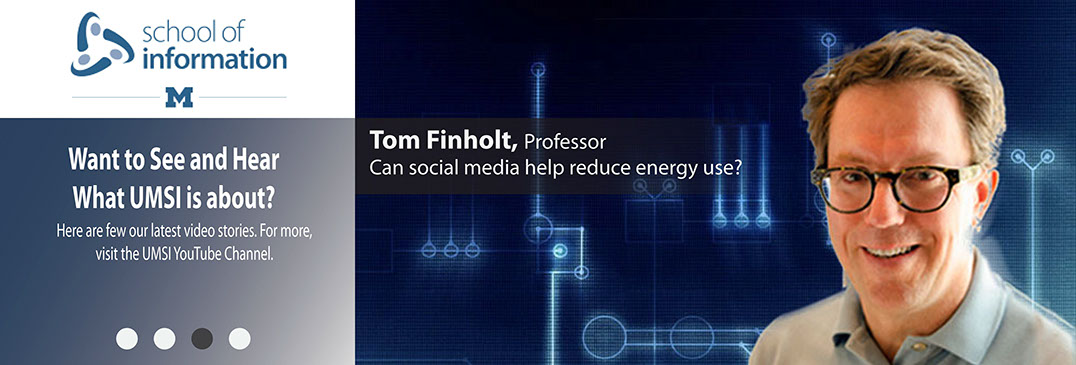 school of
information
M
Want to See and Hear
What UMSI is about?
Here are few our latest video stories. For more,
visit the UMSI YouTube Channel.
Tom Finholt, Professor
Can social media help reduce energy use?